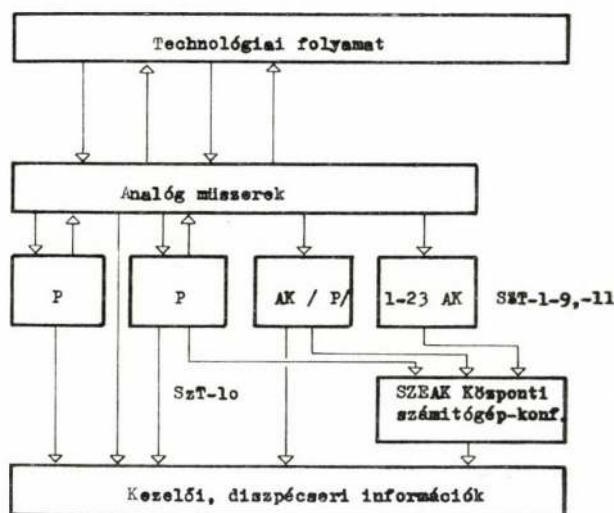 Technológiai folyamat
Analóg müszerek
P
P
AK / P/
1-23 AK
SZT-1-9,-11
SzT-lo
SZEAK Központi
számitógép-konf.
Kezelői, diszpécseri információk